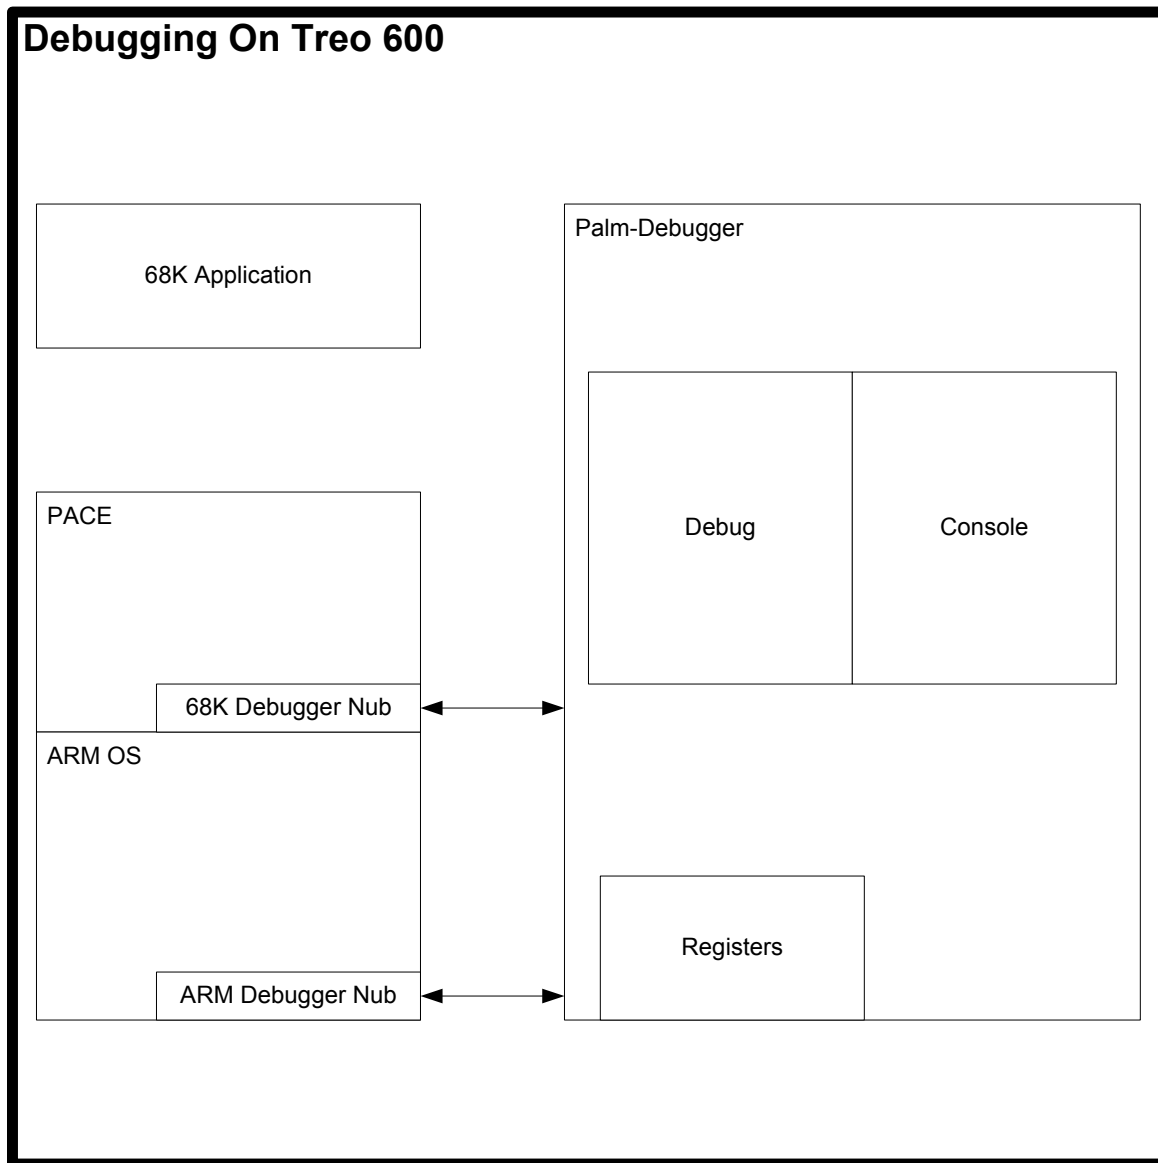 Debugging On Treo 600
68K Application
Palm-Debugger
Debug
Console
PACE
68K Debugger Nub
ARM OS
ARM Debugger Nub
Registers